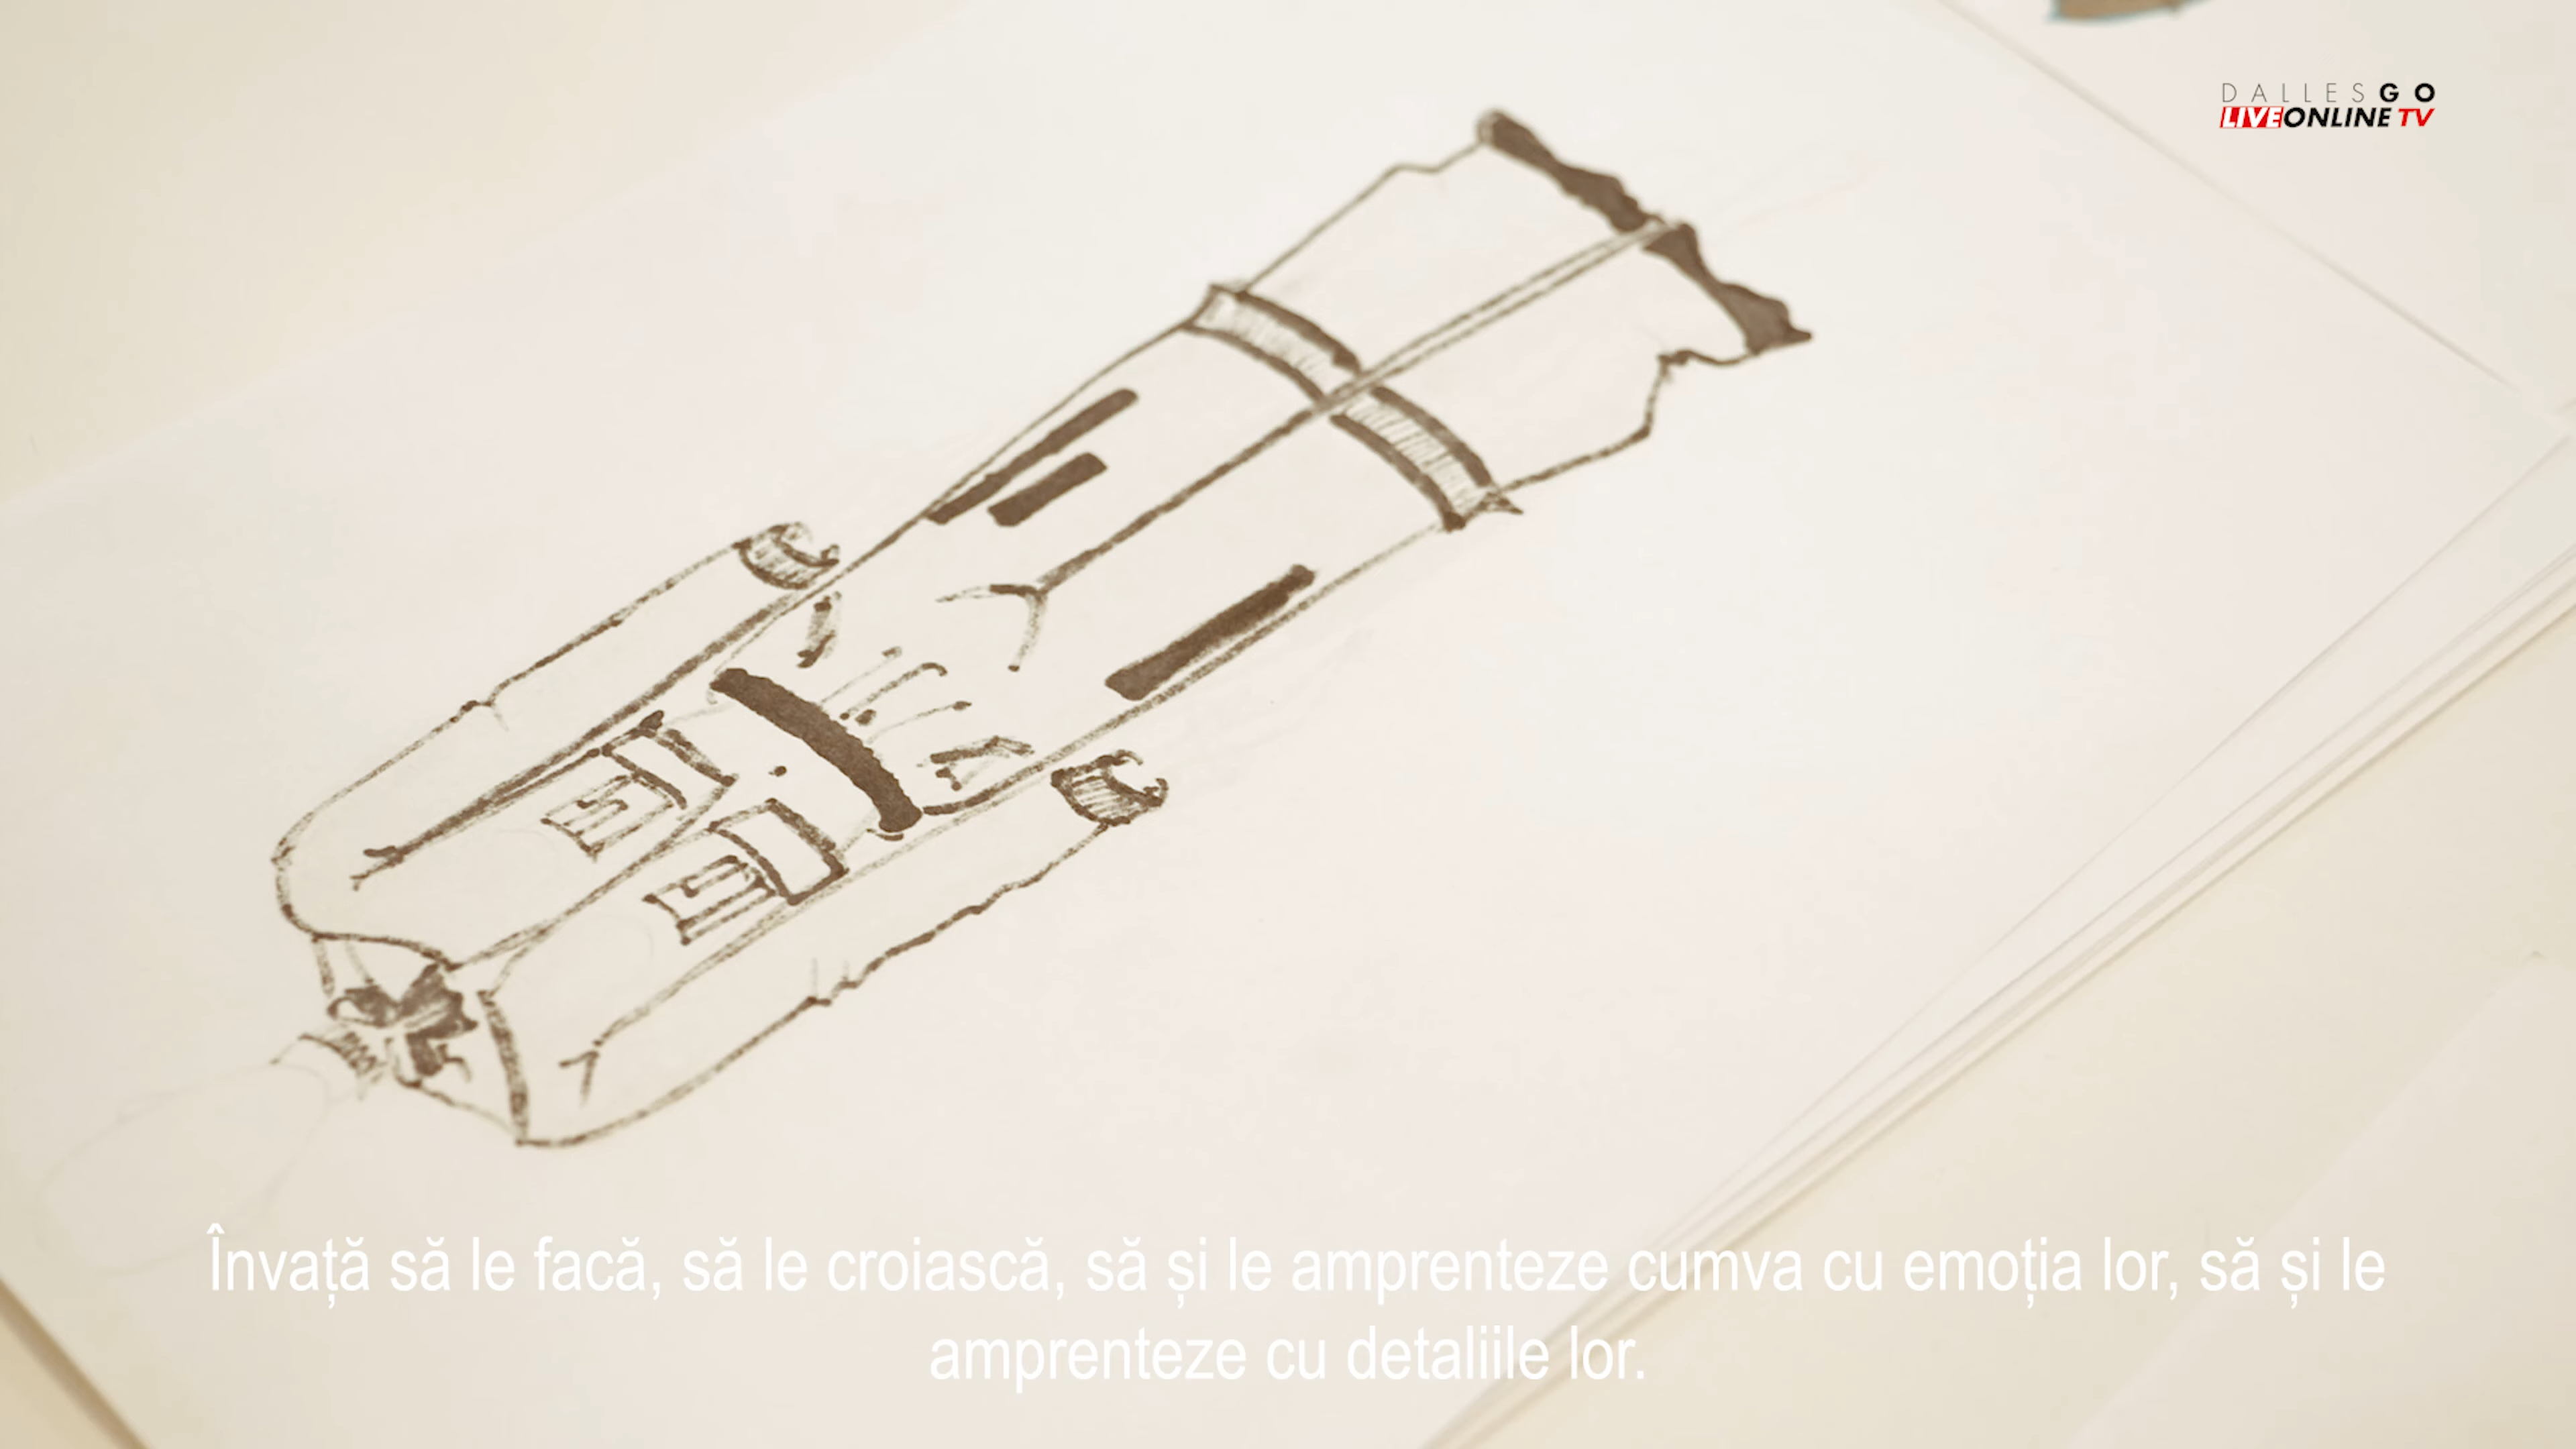 DALLESGO
LIVEONLINE TV
Învață să le facă, să le croiască, să și le amprenteze cumva cu emoția lor, să și le
amprenteze cu detaliile lor.